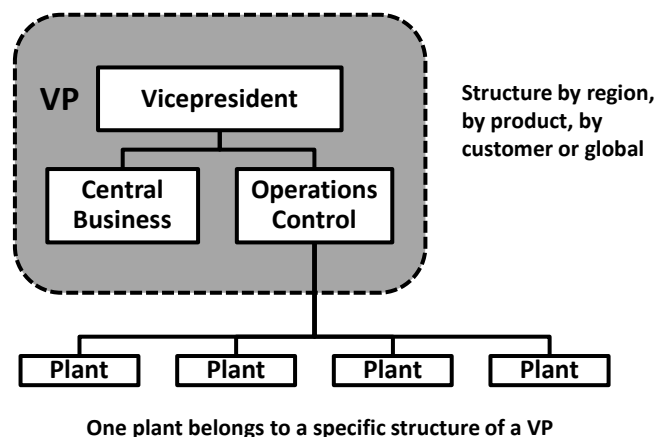 VP
Vicepresident
Structure by region,
by product, by
customer or global
Central
Business
Operations
Control
Plant
Plant
Plant
Plant
One plant belongs to a specific structure of a VP